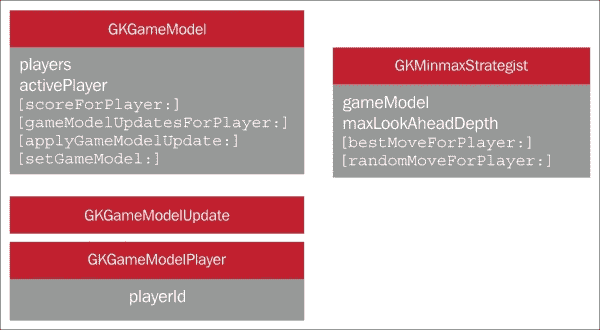 GKGameModel
players
activePlayer
[scoreForPlayer:]
[gameModelUpdatesForPlayer:]
[applyGameModelUpdate:]
[setGameModel:]
GKMinmaxStrategist
gameModel
maxLookAheadDepth
[bestMoveForPlayer:]
[randomMoveForPlayer:]
GKGameModelUpdate
GKGameModelPlayer
playerId